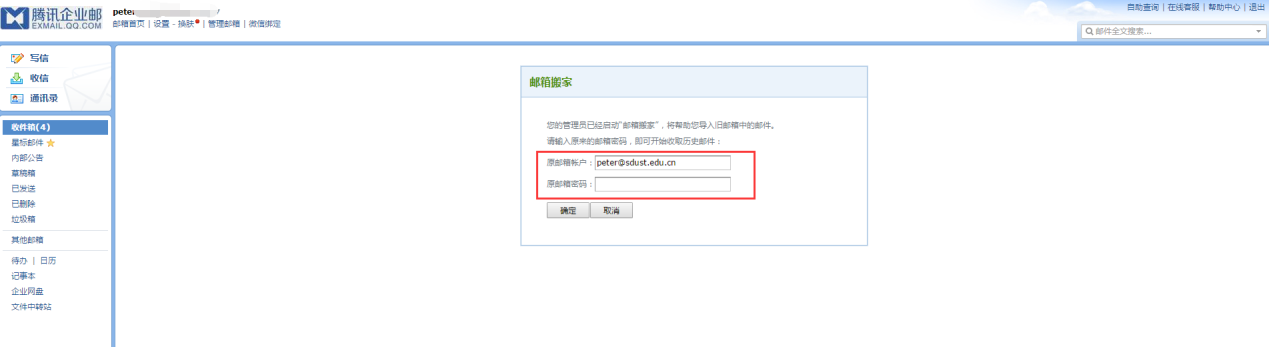 腾讯企业邮
EXMAIL.QQ.COM
peter
邮箱首页 | 设置 - 换肤 | 管理邮箱 | 微信绑定
自助查询 | 在线客服 | 帮助中心 | 退出
邮件全文搜索...
写信
收信
通讯录
收件箱(4)
星标邮件
内部公告
草稿箱
已发送
已删除
垃圾箱
其他邮箱
待办 | 日历
记事本
企业网盘
文件中转站
邮箱搬家
您的管理员已经启动"邮箱搬家"，将帮助您导入旧邮箱中的邮件。
请输入原来的邮箱密码，即可开始收取历史邮件：
原邮箱帐户：peter@sdust.edu.cn
原邮箱密码：
确定 取消